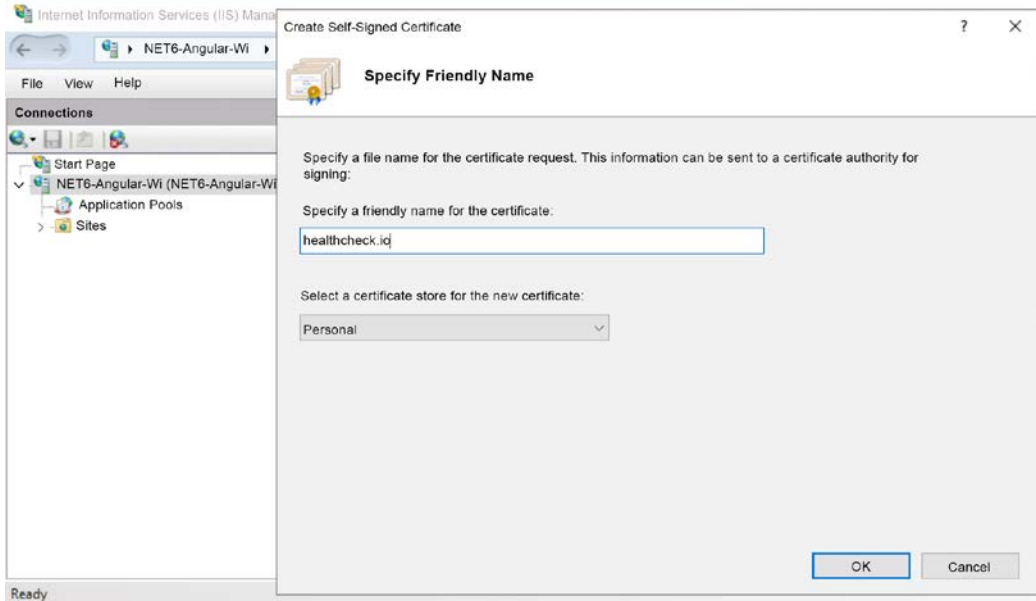 Internet Information Services (IIS) Mana
NET6-Angular-Wi
File View Help
Connections
Start Page
NET6-Angular-Wi (NET6-Angular-Wi
Application Pools
Sites
Ready
Create Self-Signed Certificate
?
Specify Friendly Name
Specify a file name for the certificate request. This information can be sent to a certificate authority for
signing:
Specify a friendly name for the certificate:
healthcheck.io
Select a certificate store for the new certificate:
Personal
OK Cancel